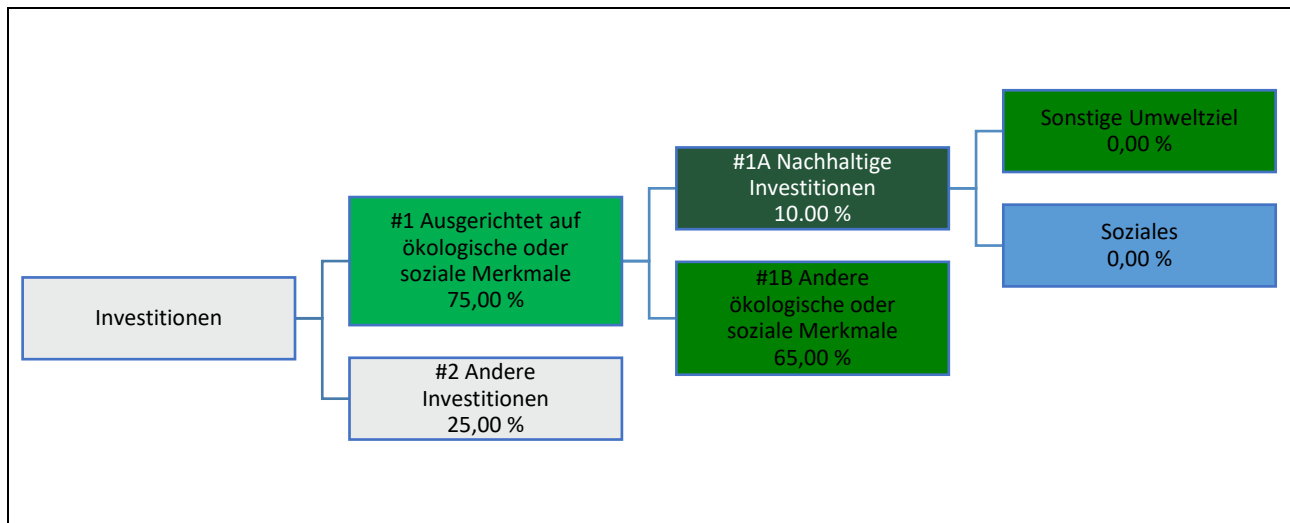 Investitionen
#1 Ausgerichtet auf
ökologische oder
soziale Merkmale
75,00 %
#2 Andere
Investitionen
25,00 %
#1A Nachhaltige
Investitionen
10.00 %
#1B Andere
ökologische oder
soziale Merkmale
65,00 %
Sonstige Umweltziel
0,00 %
Soziales
0,00 %